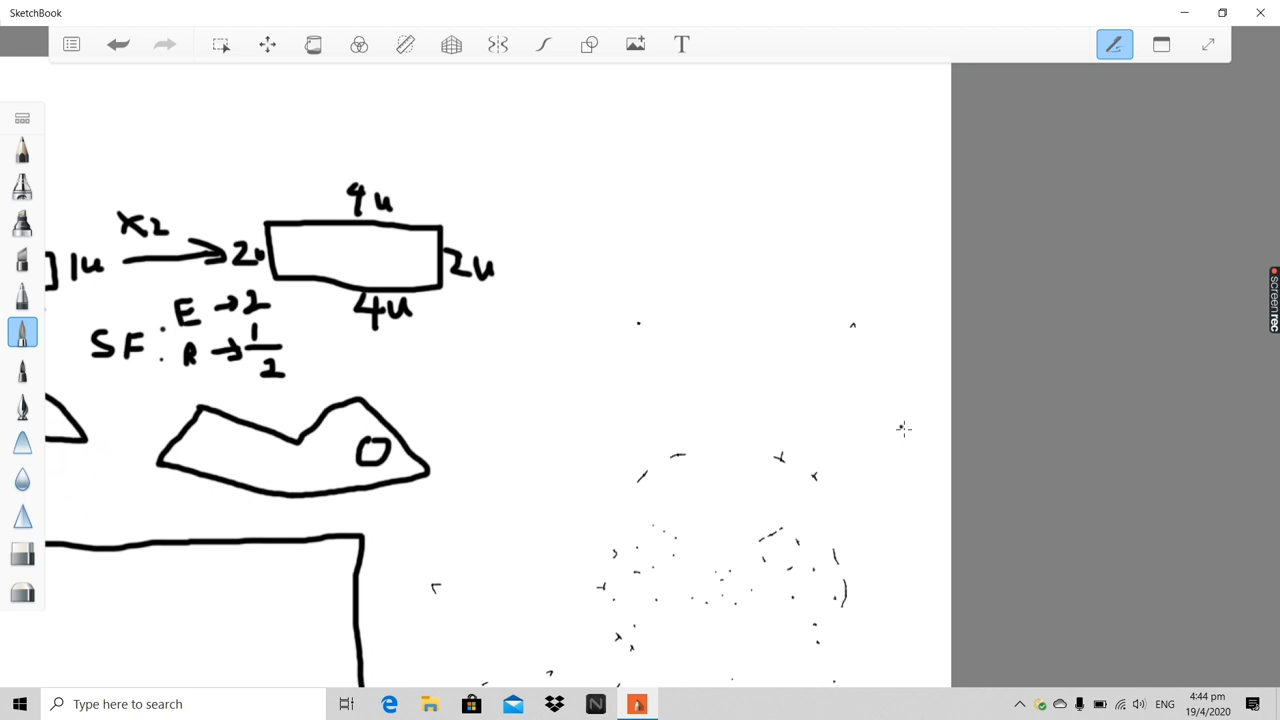 SketchBook
4u
X2
1u
2u
2u
4u
E → 2
SF :
R → 1/2
screenrec
Type here to search
ENG
4:44 pm
19/4/2020